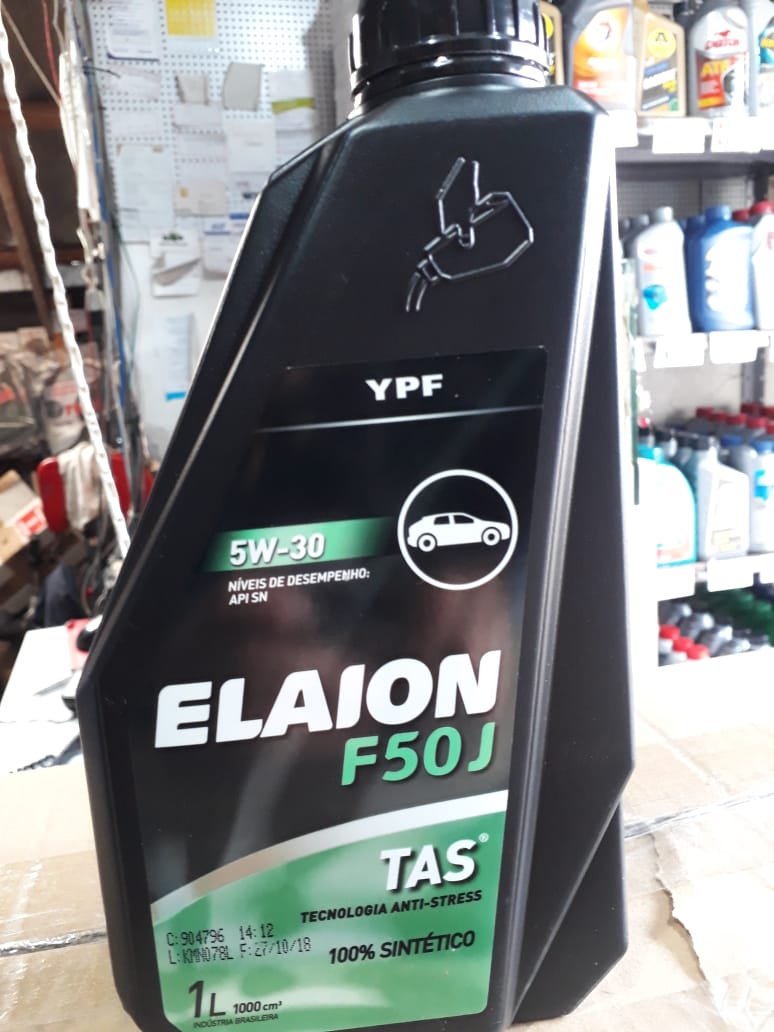 YPF
5W-30
NÍVEIS DE DESEMPENHO:
API SN
ELAION
F50J
TAS®
TECNOLOGIA ANTI-STRESS
C:904796 14:12
L:KMN078L F:27/10/18
100% SINTÉTICO
1L 1000 cm³
INDÚSTRIA BRASILEIRA